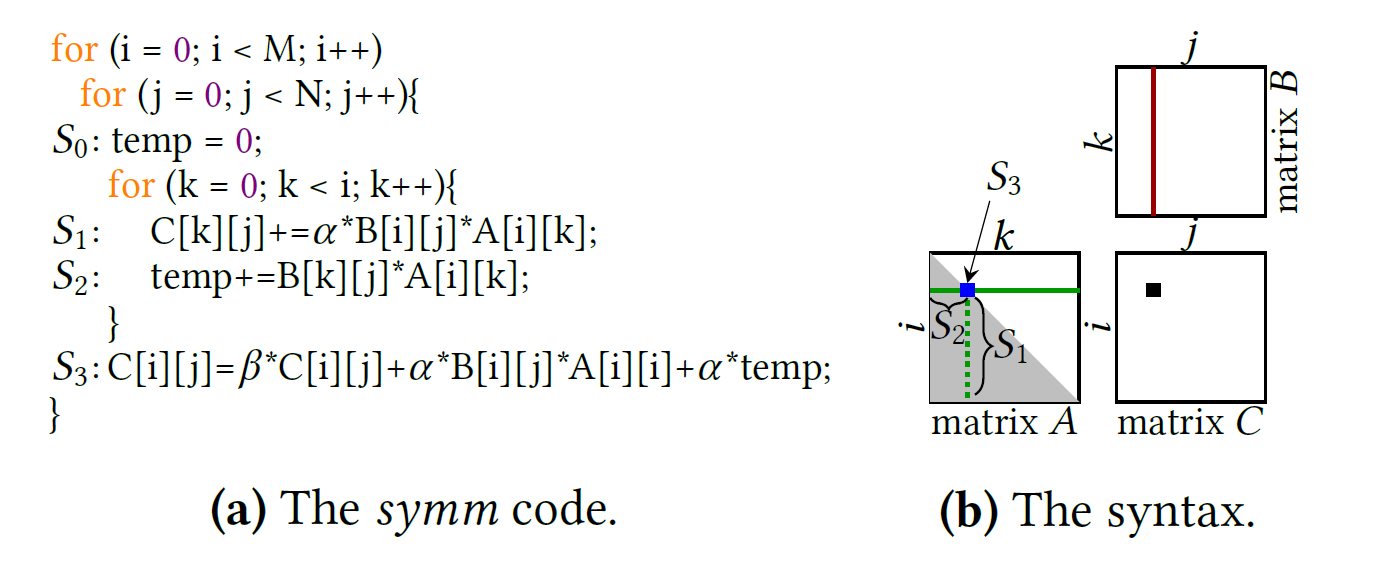 for (i = 0; i < M; i++)
for (j = 0; j < N; j++){
S0: temp = 0;
for (k = 0; k < i; k++){
S1: C[k][j]+=α*B[i][j]*A[i][k];
S2: temp+=B[k][j]*A[i][k];
}
S3: C[i][j]=β*C[i][j]+α*B[i][j]*A[i][i]+α*temp;
}
(a) The symm code.
j
k
matrix B
S3
k
j
i
S2
S1
i
matrix A
matrix C
(b) The syntax.